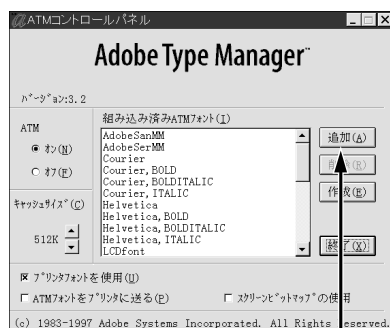 ATMコントロールパネル
Adobe Type Manager™
ﾊﾞｰｼﾞｮﾝ:3.2
ATM
オン(N)
オフ(F)
ｷｬｯｼｭｻｲｽﾞ(C)
512K
組み込み済みATMフォント(I)
AdobeSanMM
AdobeSerMM
Courier
Courier,BOLD
Courier,BOLDITALIC
Courier,ITALIC
Helvetica
Helvetica,BOLD
Helvetica,BOLDITALIC
Helvetica,ITALIC
LCDfont
追加(A)
削除(R)
作成(E)
終了(X)
ﾌﾟﾘﾝﾀﾌｫﾝﾄを使用(U)
ATMﾌｫﾝﾄをﾌﾟﾘﾝﾀに送る(P)
ｽｸﾘｰﾝﾋﾞｯﾄﾏｯﾌﾟの使用
(c) 1983-1997 Adobe Systems Incorporated. All Rights Reserved.